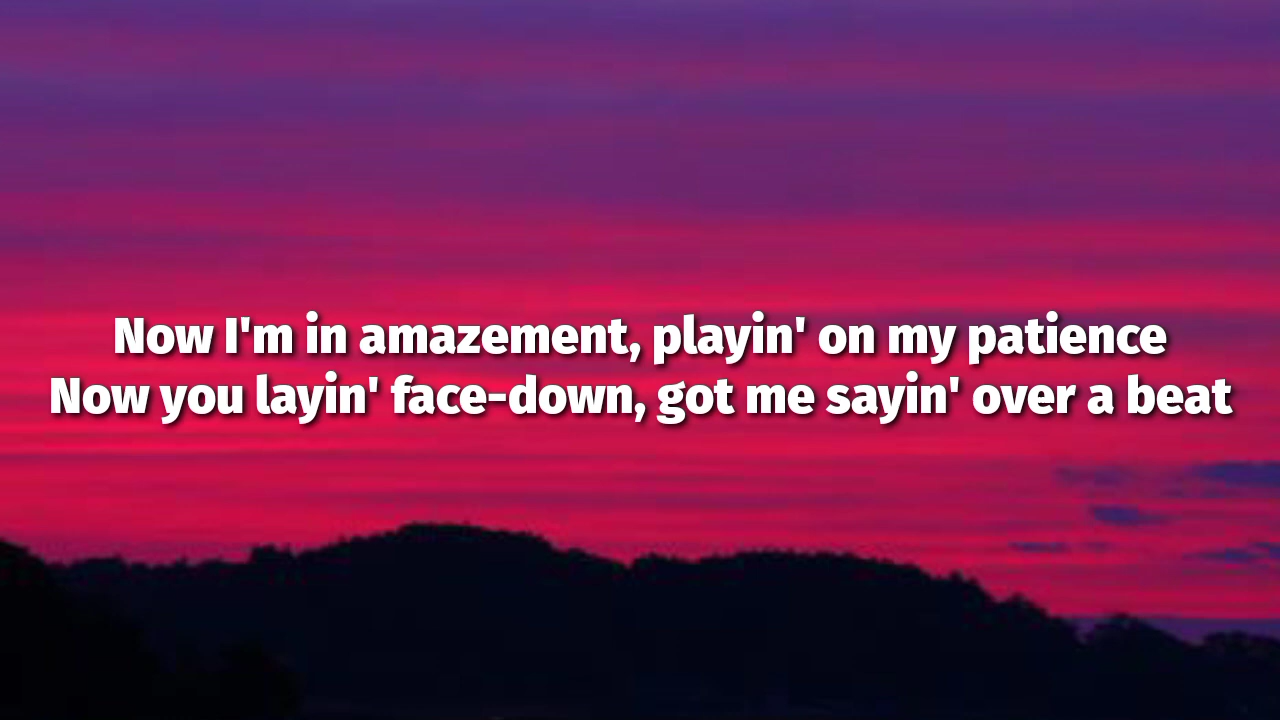 Now I'm in amazement, playin' on my patience
Now you layin' face-down, got me sayin' over a beat